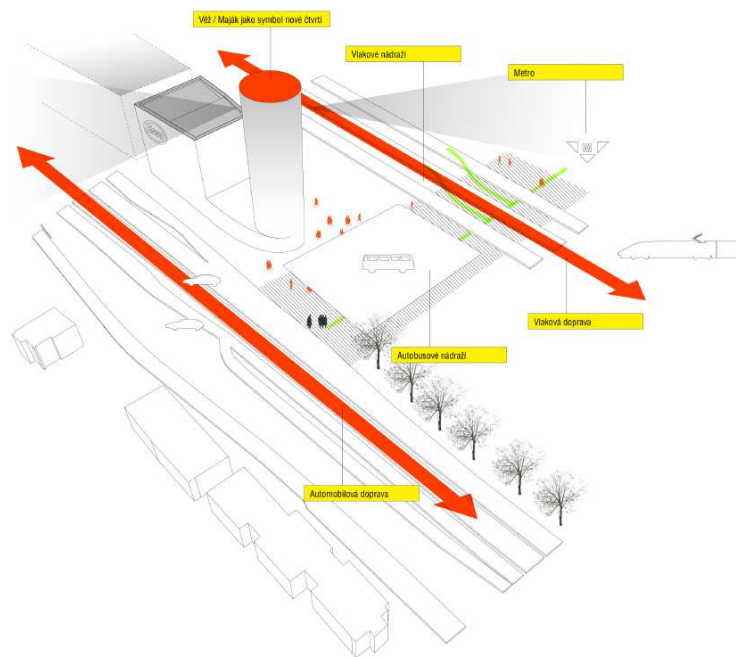 Věž / Maják jako symbol nové čtvrti
Vlakové nádraží
Metro
M
Vlaková doprava
Autobusové nádraží
Automobilová doprava